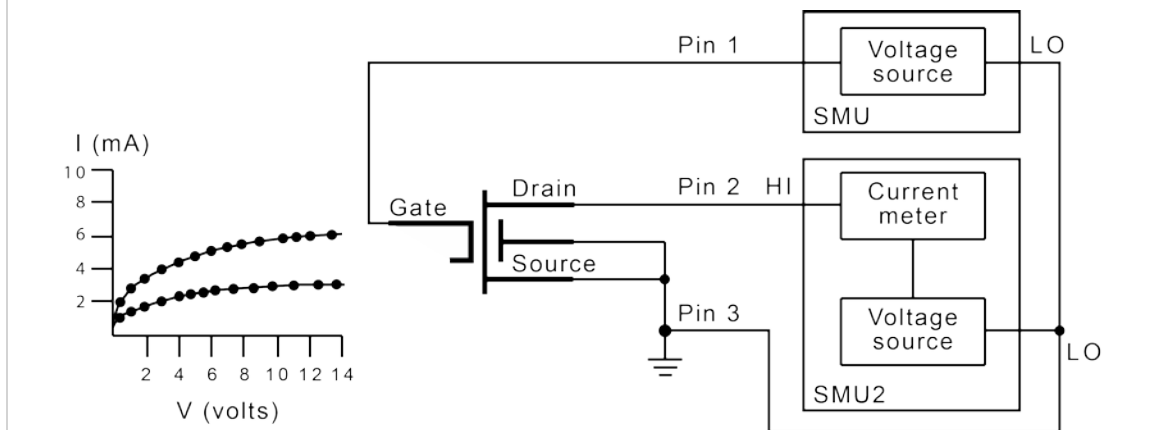 Pin 1
Voltage
source
LO
SMU
I (mA)
10
8
6
4
2
2 4 6 8 10 12 14
V (volts)
Gate
Drain
Source
Pin 2
HI
Current
meter
Pin 3
Voltage
source
LO
SMU2